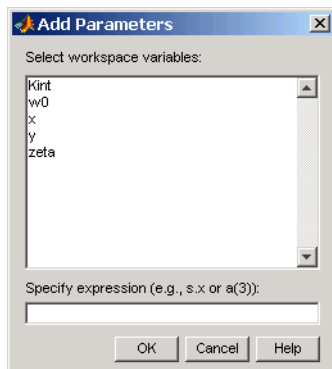 Add Parameters
Select workspace variables:
Kint
w0
x
y
zeta
Specify expression (e.g., s.x or a(3)):
OK Cancel Help